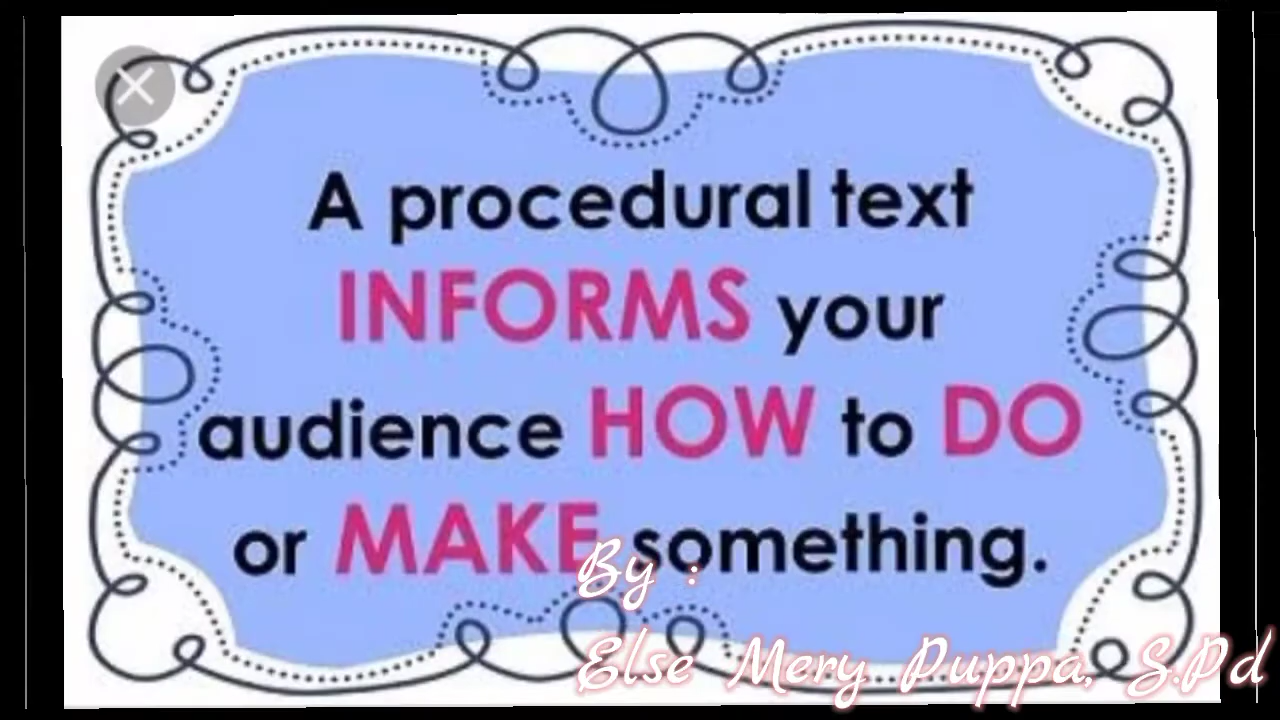 A procedural text
INFORMS your
audience HOW to DO
or MAKE something.
By :
Else Mery Puppa, S.Pd